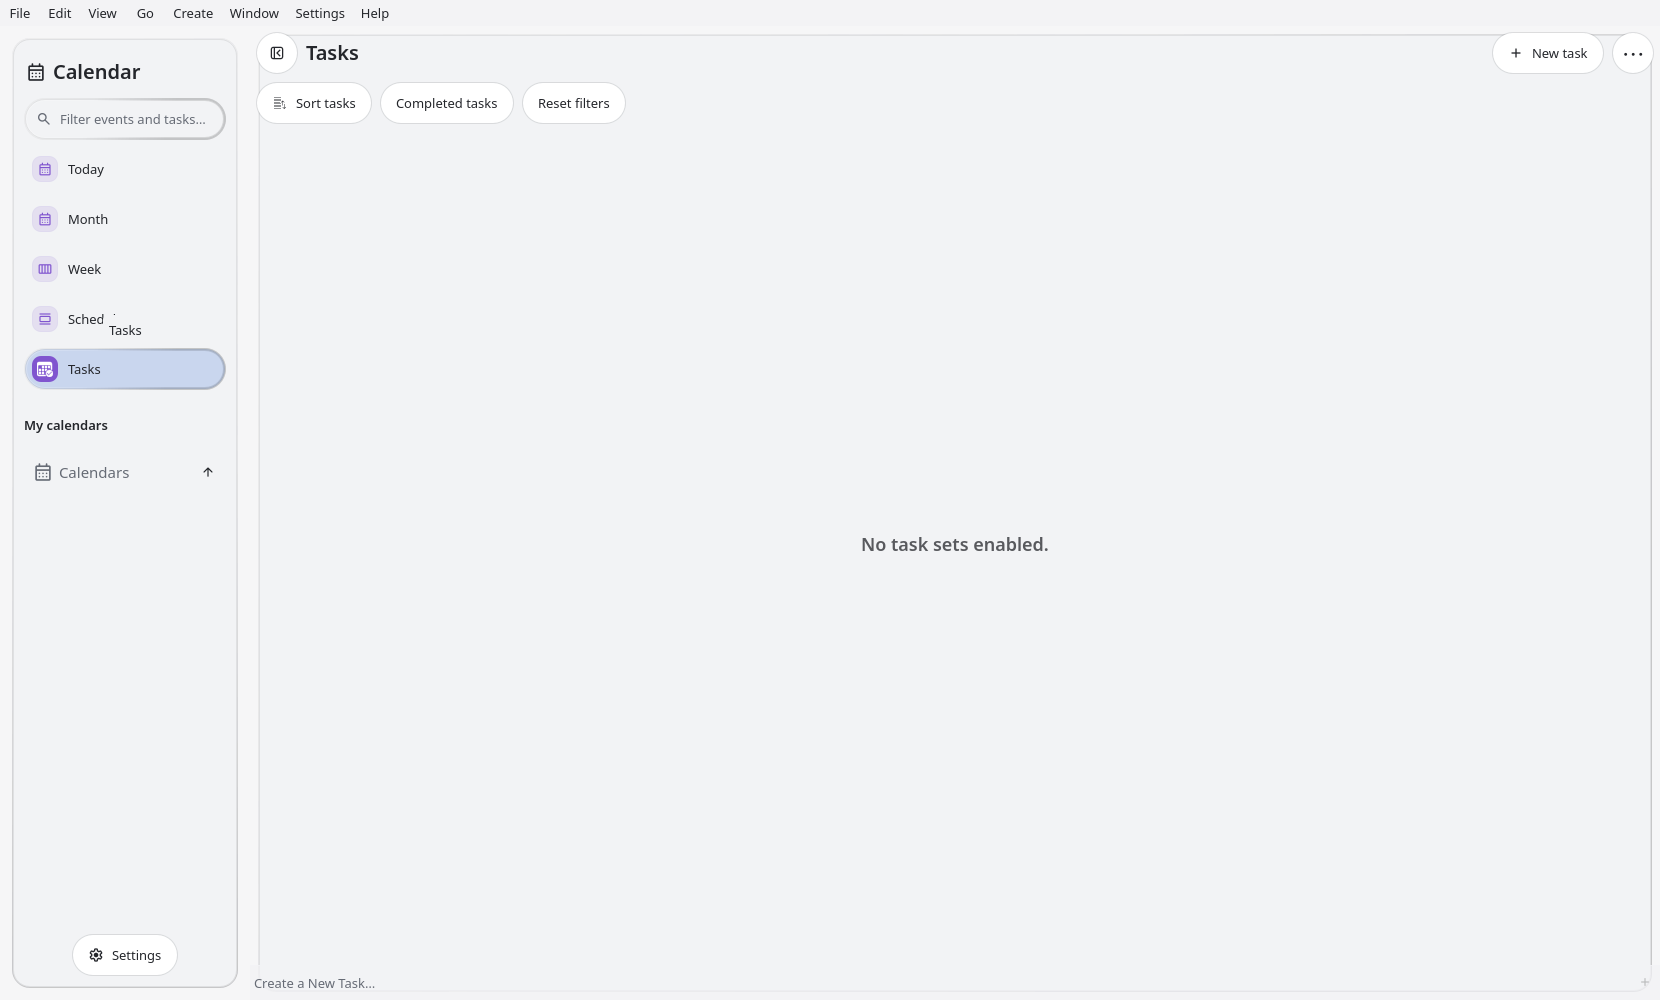 File Edit View Go Create Window Settings Help
Calendar
Filter events and tasks...
Today
Month
Week
Sched
Tasks
Tasks
My calendars
Calendars
Settings
Tasks
New task
Sort tasks Completed tasks Reset filters
No task sets enabled.
Create a New Task...